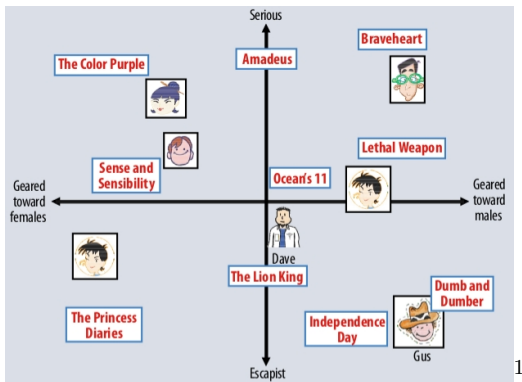 Serious
Braveheart
Amadeus
The Color Purple
Lethal Weapon
Sense and
Sensibility
Ocean's 11
Geared
toward
females
Geared
toward
males
Dave
The Lion King
Dumb and
Dumber
The Princess
Diaries
Independence
Day
Gus
Escapist
1